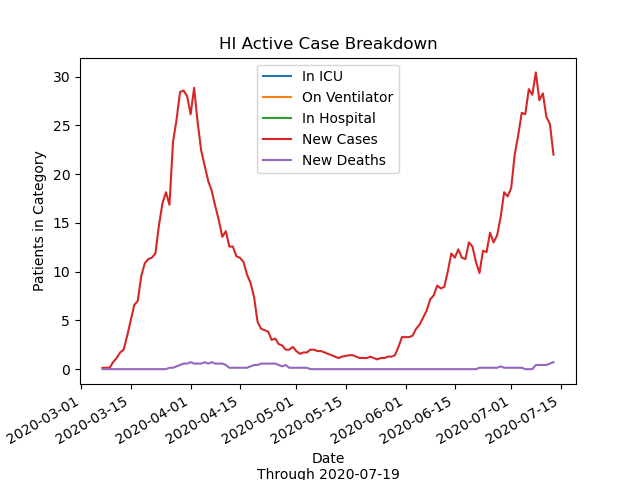 HI Active Case Breakdown
In ICU
On Ventilator
In Hospital
New Cases
New Deaths
Patients in Category
30
25
20
15
10
5
0
2020-03-01
2020-03-15
2020-04-01
2020-04-15
2020-05-01
2020-05-15
2020-06-01
2020-06-15
2020-07-01
2020-07-15
Date
Through 2020-07-19